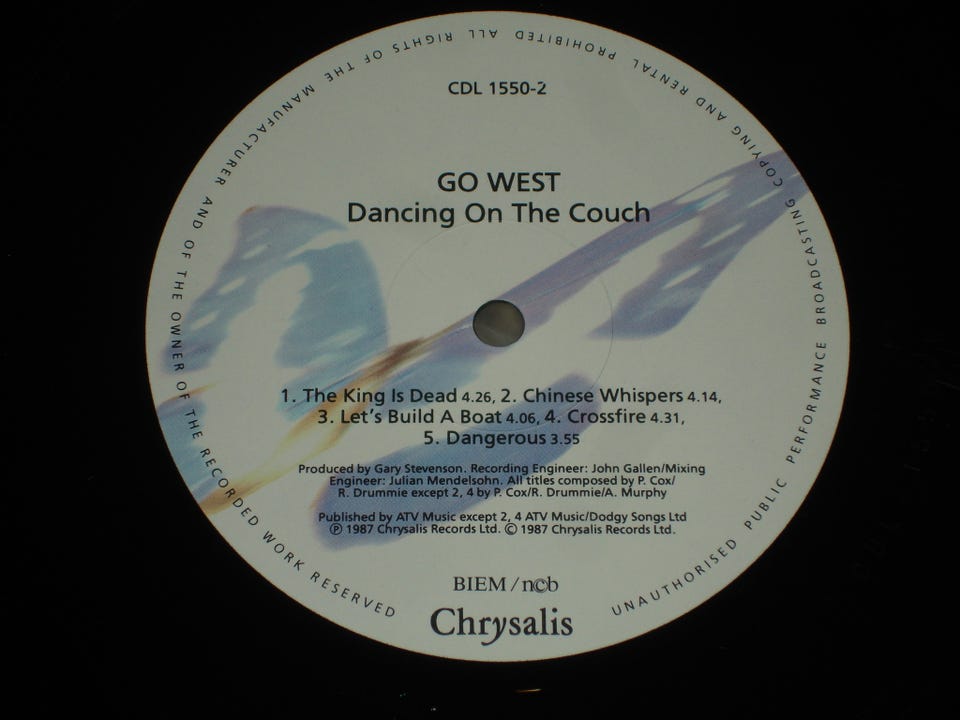 CDL 1550-2
GO WEST
Dancing On The Couch
1. The King Is Dead 4.26, 2. Chinese Whispers 4.14,
3. Let's Build A Boat 4.06, 4. Crossfire 4.31,
5. Dangerous 3.55
Produced by Gary Stevenson. Recording Engineer: John Gallen/Mixing
Engineer: Julian Mendelsohn. All titles composed by P. Cox/
R. Drummie except 2, 4 by P. Cox/R. Drummie/A. Murphy
Published by ATV Music except 2, 4 ATV Music/Dodgy Songs Ltd
Ⓟ 1987 Chrysalis Records Ltd. © 1987 Chrysalis Records Ltd.
BIEM / n©b
Chrysalis
UNAUTHORISED PUBLIC PERFORMANCE BROADCASTING COPYING AND RENTAL PROHIBITED ALL RIGHTS OF THE MANUFACTURER AND OF THE OWNER OF THE RECORDED WORK RESERVED